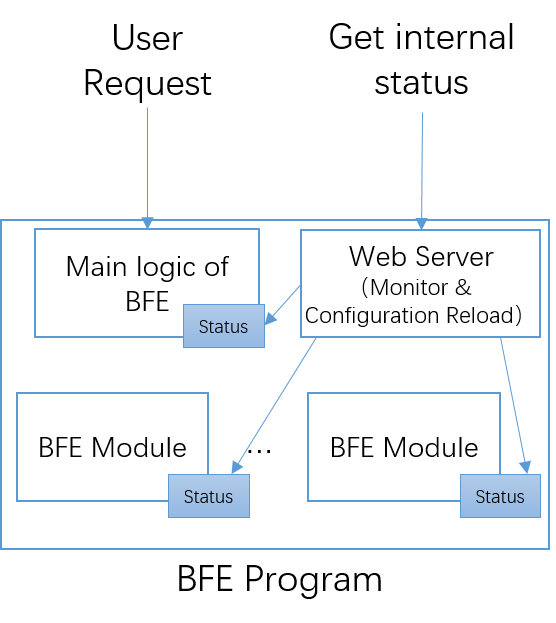 User
Request
Get internal
status
Main logic of
BFE
Status
Web Server
（Monitor &
Configuration Reload）
BFE Module
Status
...
BFE Module
Status
BFE Program